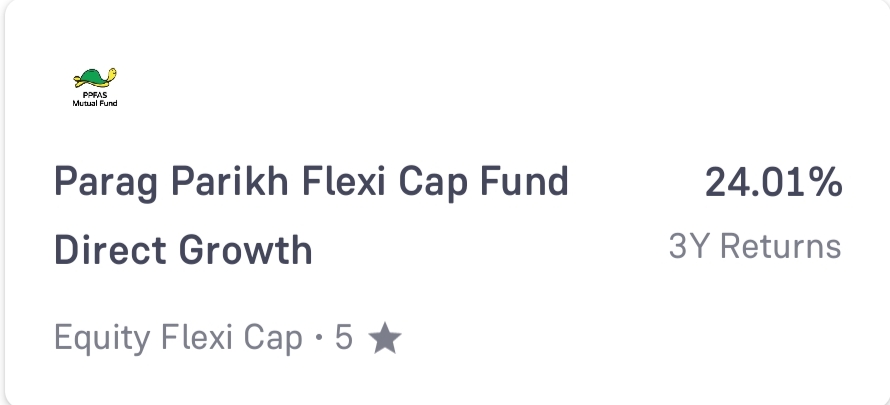 PPFAS
Mutual Fund
Parag Parikh Flexi Cap Fund
24.01%
Direct Growth
3Y Returns
Equity Flexi Cap • 5 ★